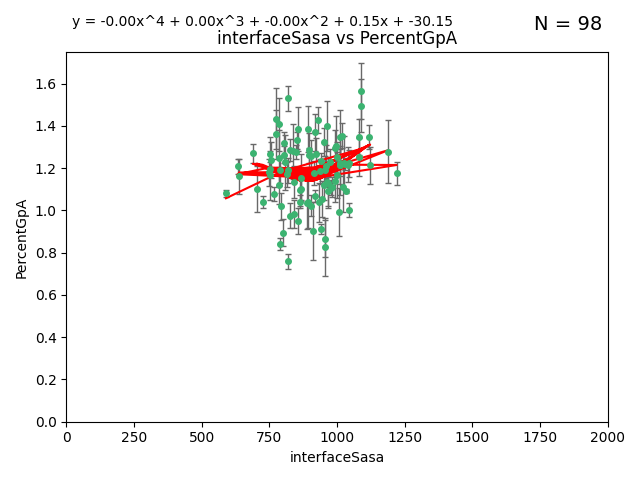 y = -0.00x^4 + 0.00x^3 + -0.00x^2 + 0.15x + -30.15
N = 98
interfaceSasa vs PercentGpA
PercentGpA
1.6
1.4
1.2
1.0
0.8
0.6
0.4
0.2
0.0
0 250 500 750 1000 1250 1500 1750 2000
interfaceSasa